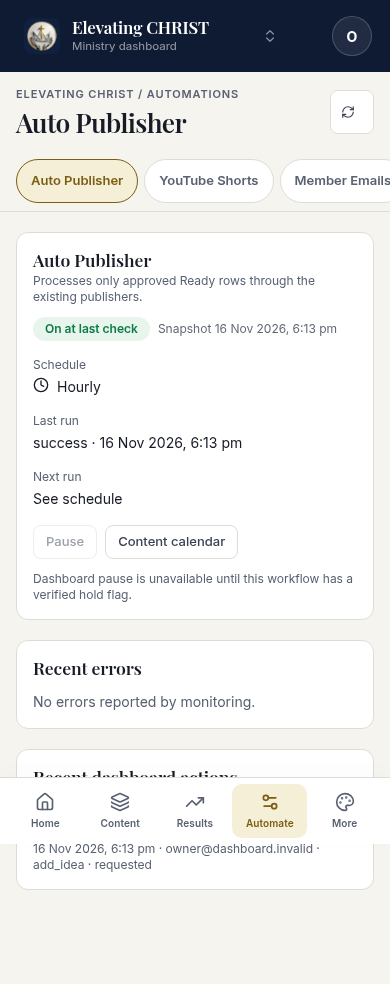 Elevating CHRIST
Ministry dashboard
O
ELEVATING CHRIST / AUTOMATIONS
Auto Publisher
Auto Publisher
YouTube Shorts
Member Emails
Auto Publisher
Processes only approved Ready rows through the
existing publishers.
On at last check
Snapshot 16 Nov 2026, 6:13 pm
Schedule
Hourly
Last run
success · 16 Nov 2026, 6:13 pm
Next run
See schedule
Pause
Content calendar
Dashboard pause is unavailable until this workflow has a
verified hold flag.
Recent errors
No errors reported by monitoring.
Recent dashboard actions
Home
Content
Results
Automate
More
16 Nov 2026, 6:13 pm · owner@dashboard.invalid ·
add_idea · requested